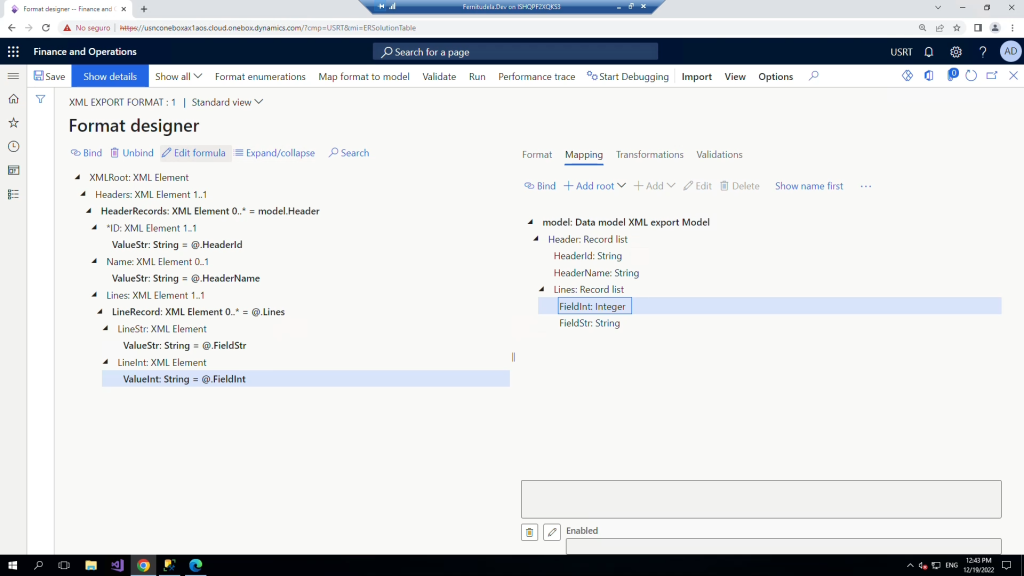 Format designer -- Finance and
Fernitudela.Dev on ISHQPF2XQKS3
No seguro
https://usnconeboxax1aos.cloud.onebox.dynamics.com/?cmp=USRT&mi=ERSolutionTable
Finance and Operations
Search for a page
USRT
AD
Save
Show details
Show all
Format enumerations
Map format to model
Validate
Run
Performance trace
Start Debugging
Import
View
Options
0
XML EXPORT FORMAT : 1 | Standard view
Format designer
Bind
Unbind
Edit formula
Expand/collapse
Search
XMLRoot: XML Element
Headers: XML Element 1..1
HeaderRecords: XML Element 0..* = model.Header
*ID: XML Element 1..1
ValueStr: String = @.HeaderId
Name: XML Element 0..1
ValueStr: String = @.HeaderName
Lines: XML Element 1..1
LineRecord: XML Element 0..* = @.Lines
LineStr: XML Element
ValueStr: String = @.FieldStr
LineInt: XML Element
ValueInt: String = @.FieldInt
Format
Mapping
Transformations
Validations
Bind
Add root
Add
Edit
Delete
Show name first
model: Data model XML export Model
Header: Record list
HeaderId: String
HeaderName: String
Lines: Record list
FieldInt: Integer
FieldStr: String
Enabled
ENG
12:43 PM
12/19/2022